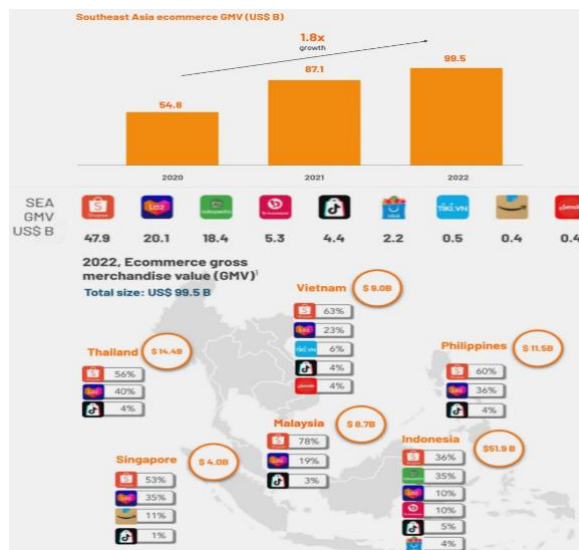 Southeast Asia ecommerce GMV (US$ B)
1.8x
growth
54.8
87.1
99.5
2020
2021
2022
SEA
GMV
US$ B
TIKI.VN
47.9
20.1
18.4
5.3
4.4
2.2
0.5
0.4
0.4
2022, Ecommerce gross
merchandise value (GMV)1
Total size: US$ 99.5 B
Vietnam
$ 9.0B
63%
23%
6%
4%
4%
Thailand
$ 14.4B
56%
40%
4%
Philippines
$ 11.5B
60%
36%
4%
Malaysia
$ 8.7B
78%
19%
3%
Singapore
$ 4.0B
53%
35%
11%
1%
Indonesia
$51.9 B
36%
35%
10%
10%
5%
4%